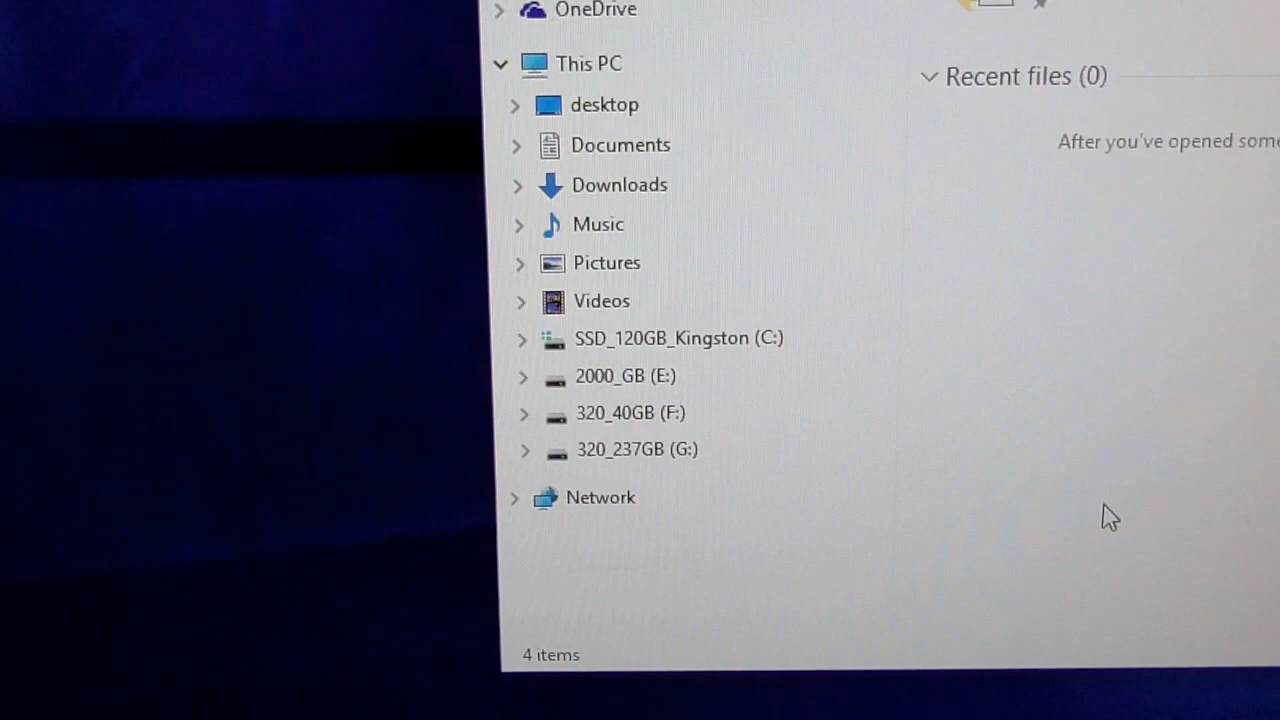 OneDrive
This PC
desktop
Documents
Downloads
Music
Pictures
Videos
SSD_120GB_Kingston (C:)
2000_GB (E:)
320_40GB (F:)
320_237GB (G:)
Network
4 items
Recent files (0)
After you've opened some